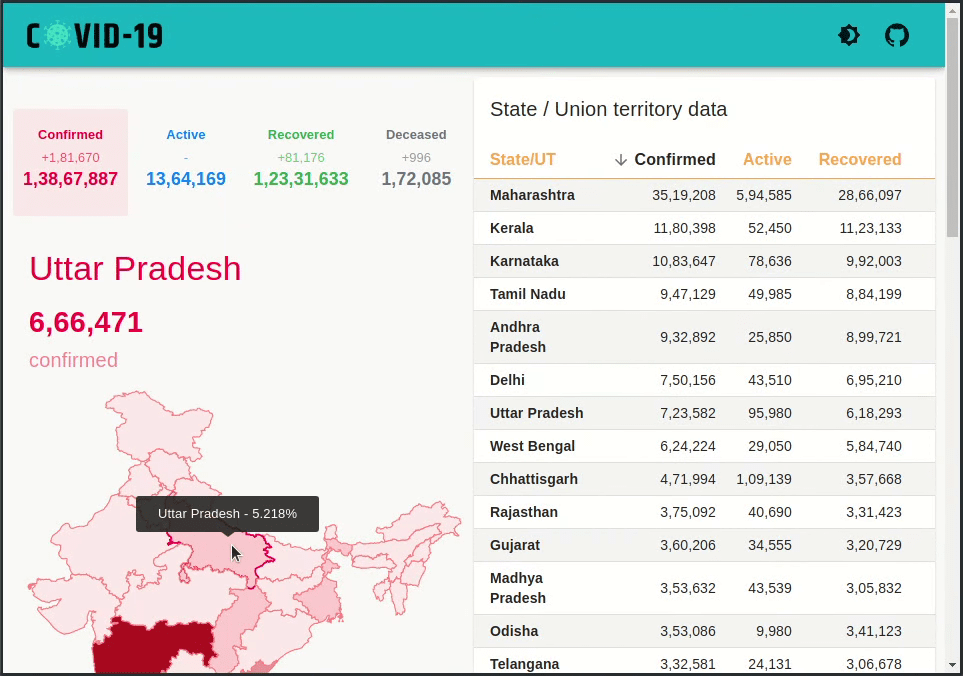 COVID-19
Confirmed Active Recovered Deceased
+1,81,670 - +81,176 +996
1,38,67,887 13,64,169 1,23,31,633 1,72,085
Uttar Pradesh
6,66,471
confirmed
Uttar Pradesh - 5.218%
State / Union territory data
State/UT Confirmed Active Recovered
Maharashtra 35,19,208 5,94,585 28,66,097
Kerala 11,80,398 52,450 11,23,133
Karnataka 10,83,647 78,636 9,92,003
Tamil Nadu 9,47,129 49,985 8,84,199
Andhra
Pradesh 9,32,892 25,850 8,99,721
Delhi 7,50,156 43,510 6,95,210
Uttar Pradesh 7,23,582 95,980 6,18,293
West Bengal 6,24,224 29,050 5,84,740
Chhattisgarh 4,71,994 1,09,139 3,57,668
Rajasthan 3,75,092 40,690 3,31,423
Gujarat 3,60,206 34,555 3,20,729
Madhya
Pradesh 3,53,632 43,539 3,05,832
Odisha 3,53,086 9,980 3,41,123
Telangana 3,32,581 24,131 3,06,678